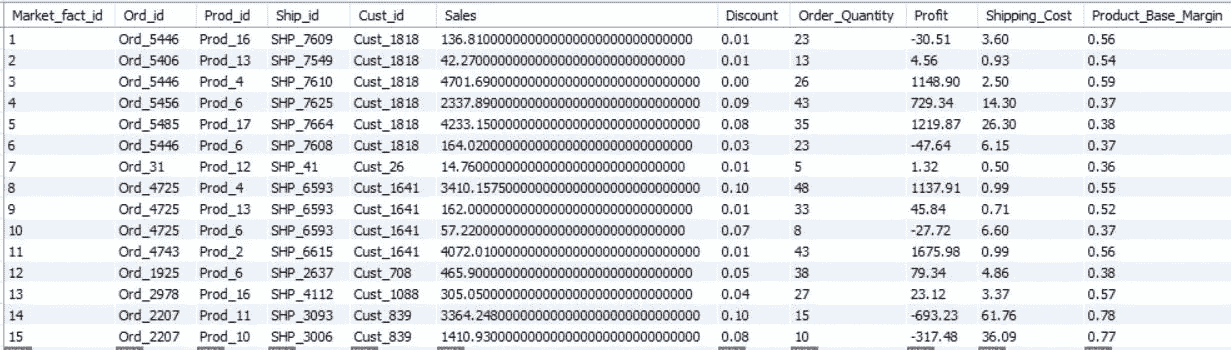 Market_fact_id Ord_id Prod_id Ship_id Cust_id Sales Discount Order_Quantity Profit Shipping_Cost Product_Base_Margin
1 Ord_5446 Prod_16 SHP_7609 Cust_1818 136.810000000000000000000000000000 0.01 23 -30.51 3.60 0.56
2 Ord_5406 Prod_13 SHP_7549 Cust_1818 42.270000000000000000000000000000 0.01 13 4.56 0.93 0.54
3 Ord_5446 Prod_4 SHP_7610 Cust_1818 4701.690000000000000000000000000000 0.00 26 1148.90 2.50 0.59
4 Ord_5456 Prod_6 SHP_7625 Cust_1818 2337.890000000000000000000000000000 0.09 43 729.34 14.30 0.37
5 Ord_5485 Prod_17 SHP_7664 Cust_1818 4233.150000000000000000000000000000 0.08 35 1219.87 26.30 0.38
6 Ord_5446 Prod_6 SHP_7608 Cust_1818 164.020000000000000000000000000000 0.03 23 -47.64 6.15 0.37
7 Ord_31 Prod_12 SHP_41 Cust_26 14.760000000000000000000000000000 0.01 5 1.32 0.50 0.36
8 Ord_4725 Prod_4 SHP_6593 Cust_1641 3410.157500000000000000000000000000 0.10 48 1137.91 0.99 0.55
9 Ord_4725 Prod_13 SHP_6593 Cust_1641 162.000000000000000000000000000000 0.01 33 45.84 0.71 0.52
10 Ord_4725 Prod_6 SHP_6593 Cust_1641 57.220000000000000000000000000000 0.07 8 -27.72 6.60 0.37
11 Ord_4743 Prod_2 SHP_6615 Cust_1641 4072.010000000000000000000000000000 0.01 43 1675.98 0.99 0.56
12 Ord_1925 Prod_6 SHP_2637 Cust_708 465.900000000000000000000000000000 0.05 38 79.34 4.86 0.38
13 Ord_2978 Prod_16 SHP_4112 Cust_1088 305.050000000000000000000000000000 0.04 27 23.12 3.37 0.57
14 Ord_2207 Prod_11 SHP_3093 Cust_839 3364.248000000000000000000000000000 0.10 15 -693.23 61.76 0.78
15 Ord_2207 Prod_10 SHP_3006 Cust_839 1410.930000000000000000000000000000 0.08 10 -317.48 36.09 0.77